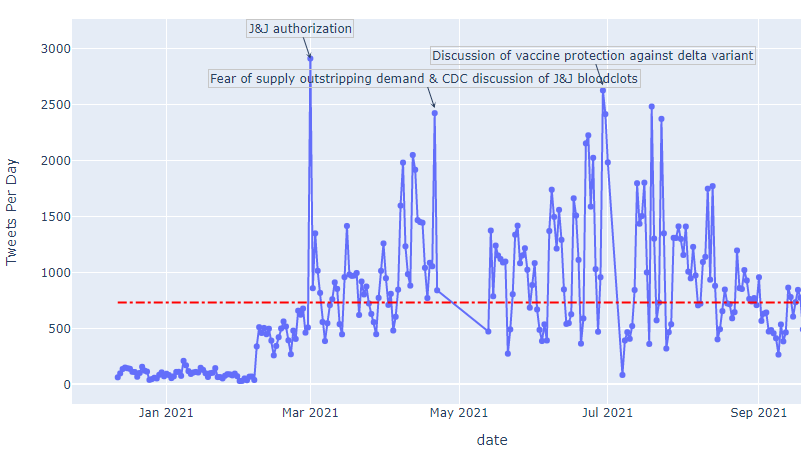 J&J authorization
3000
Discussion of vaccine protection against delta variant
Fear of supply outstripping demand & CDC discussion of J&J bloodclots
2500
2000
1500
1000
500
0
Tweets Per Day
Jan 2021
Mar 2021
May 2021
Jul 2021
Sep 2021
date